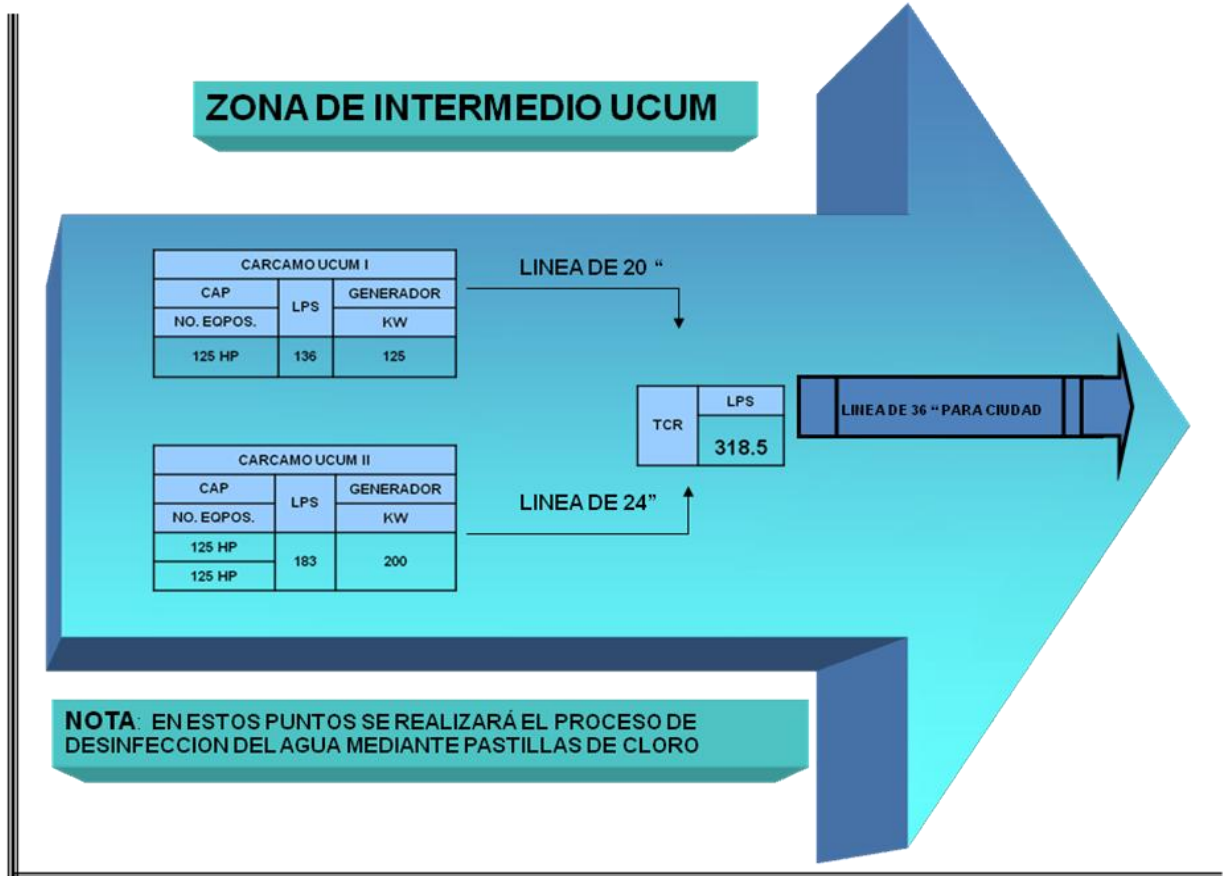 ZONA DE INTERMEDIO UCUM
CARCAMO UCUM I
CAP
LPS
GENERADOR
NO. EQPOS.
KW
125 HP
136
125
LINEA DE 20 “
CARCAMO UCUM II
CAP
LPS
GENERADOR
NO. EQPOS.
KW
125 HP
125 HP
183
200
LINEA DE 24”
TCR
LPS
318.5
LINEA DE 36 “ PARA CIUDAD
NOTA: EN ESTOS PUNTOS SE REALIZARÁ EL PROCESO DE
DESINFECCION DEL AGUA MEDIANTE PASTILLAS DE CLORO